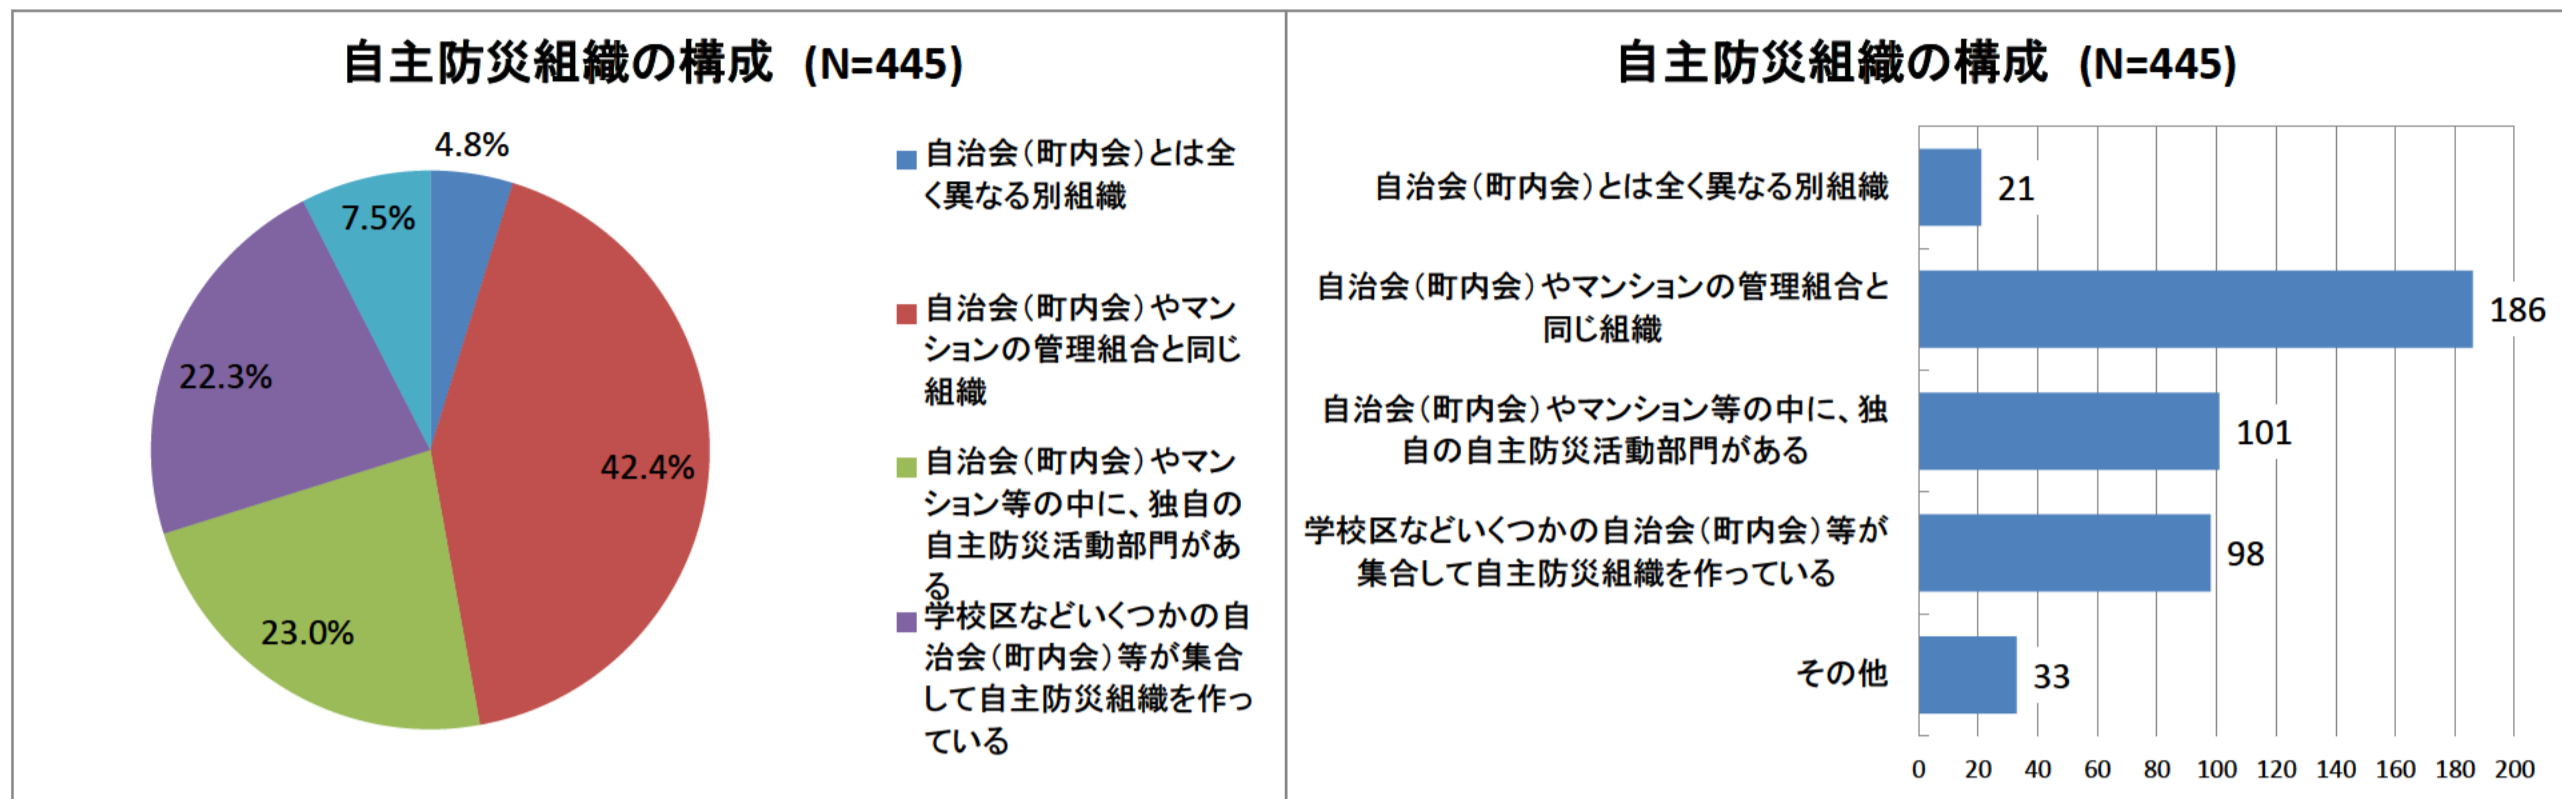 自主防災組織の構成 (N=445)
4.8%
7.5%
22.3%
42.4%
23.0%
自治会(町内会)とは全
く異なる別組織
自治会(町内会)やマン
ションの管理組合と同じ
組織
自治会(町内会)やマン
ション等の中に、独自の
自主防災活動部門があ
る
学校区などいくつかの自
治会(町内会)等が集合
して自主防災組織を作っ
ている
自主防災組織の構成 (N=445)
自治会(町内会)とは全く異なる別組織
21
自治会(町内会)やマンションの管理組合と
同じ組織
186
自治会(町内会)やマンション等の中に、独
自の自主防災活動部門がある
101
学校区などいくつかの自治会(町内会)等が
集合して自主防災組織を作っている
98
その他
33
0 20 40 60 80 100 120 140 160 180 200